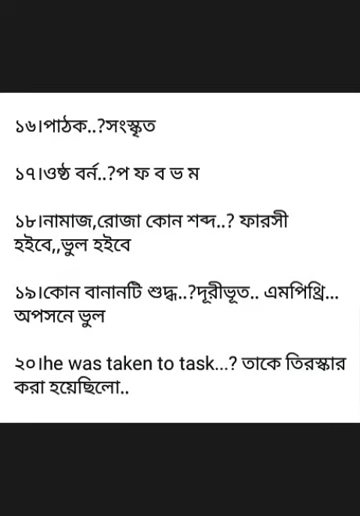 ১৬।পাঠক..?সংস্কৃত
১৭।ওষ্ঠ বর্ন..?প ফ ব ভ ম
১৮।নামাজ,রোজা কোন শব্দ..? ফারসী
হইবে,,ভুল হইবে
১৯।কোন বানানটি শুদ্ধ..?দূরীভূত.. এমপিথ্রি...
অপসনে ভুল
২০।he was taken to task...? তাকে তিরস্কার
করা হয়েছিলো..